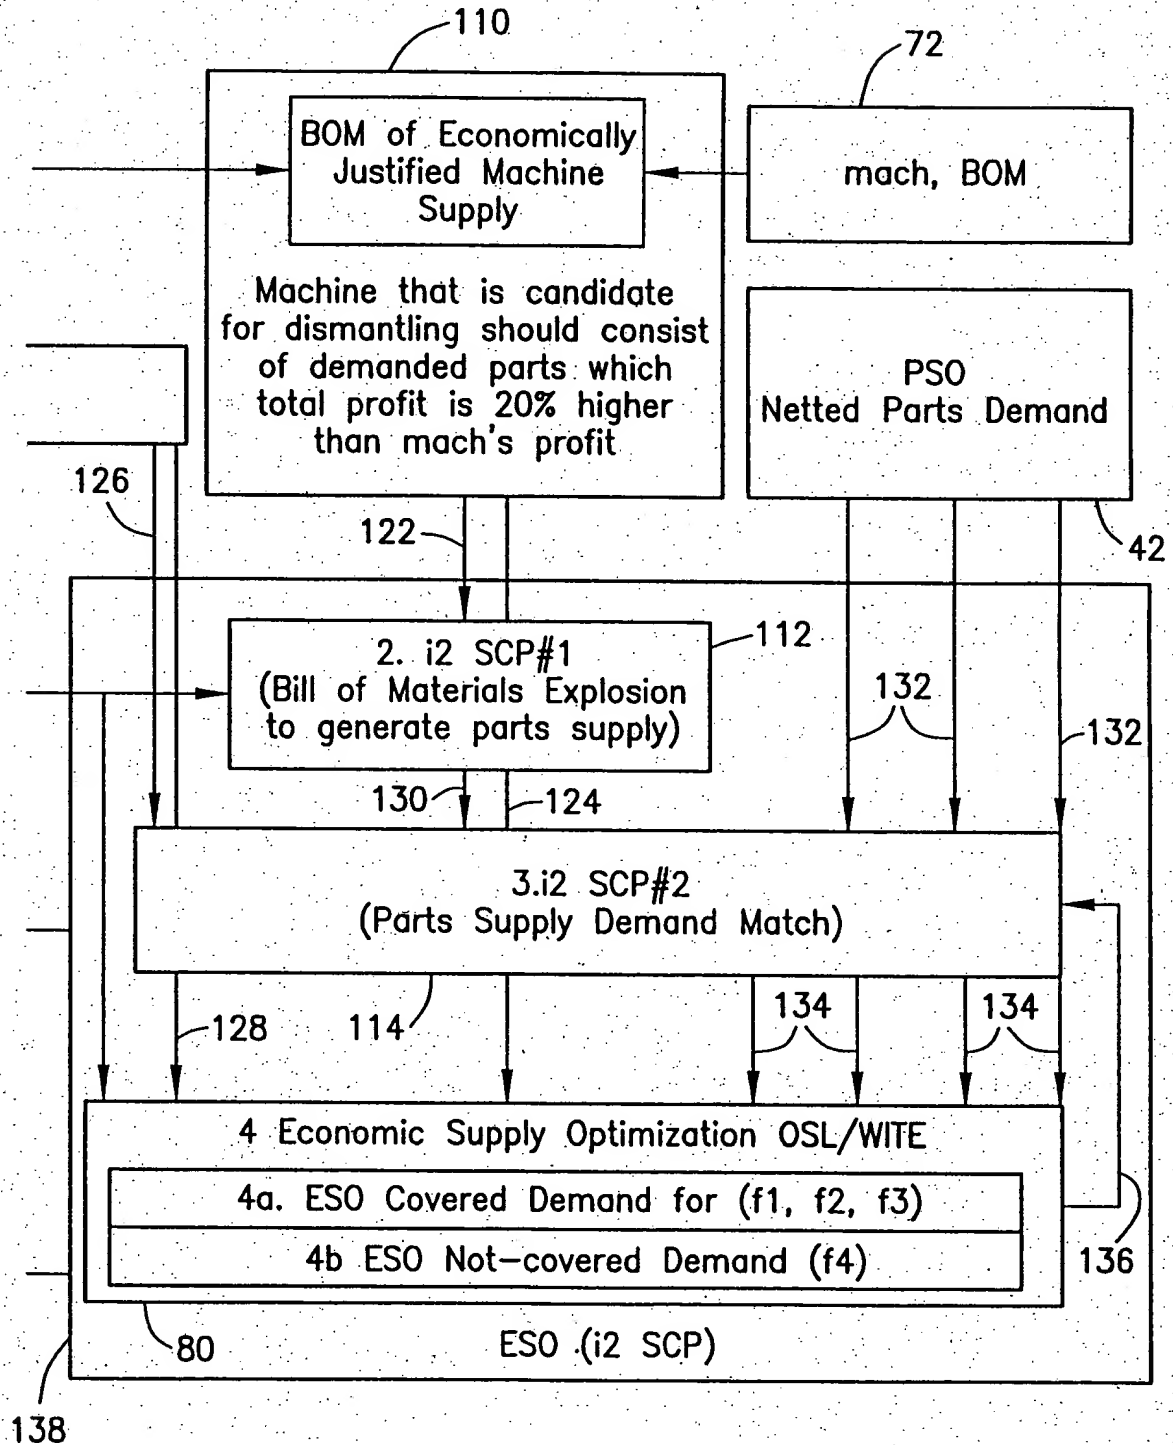 110
72
BOM of Economically
Justified Machine
Supply
mach, BOM
Machine that is candidate
for dismantling should consist
of demanded parts which
total profit is 20% higher
than mach's profit
PSO
Netted Parts Demand
126
122
42
2. i2 SCP#1
(Bill of Materials Explosion
to generate parts supply)
112
132
132
130
124
3.i2 SCP#2
(Parts Supply Demand Match)
128
114
134
134
4 Economic Supply Optimization OSL/WITE
4a. ESO Covered Demand for (f1, f2, f3)
4b ESO Not-covered Demand (f4)
136
80
ESO (i2 SCP)
138